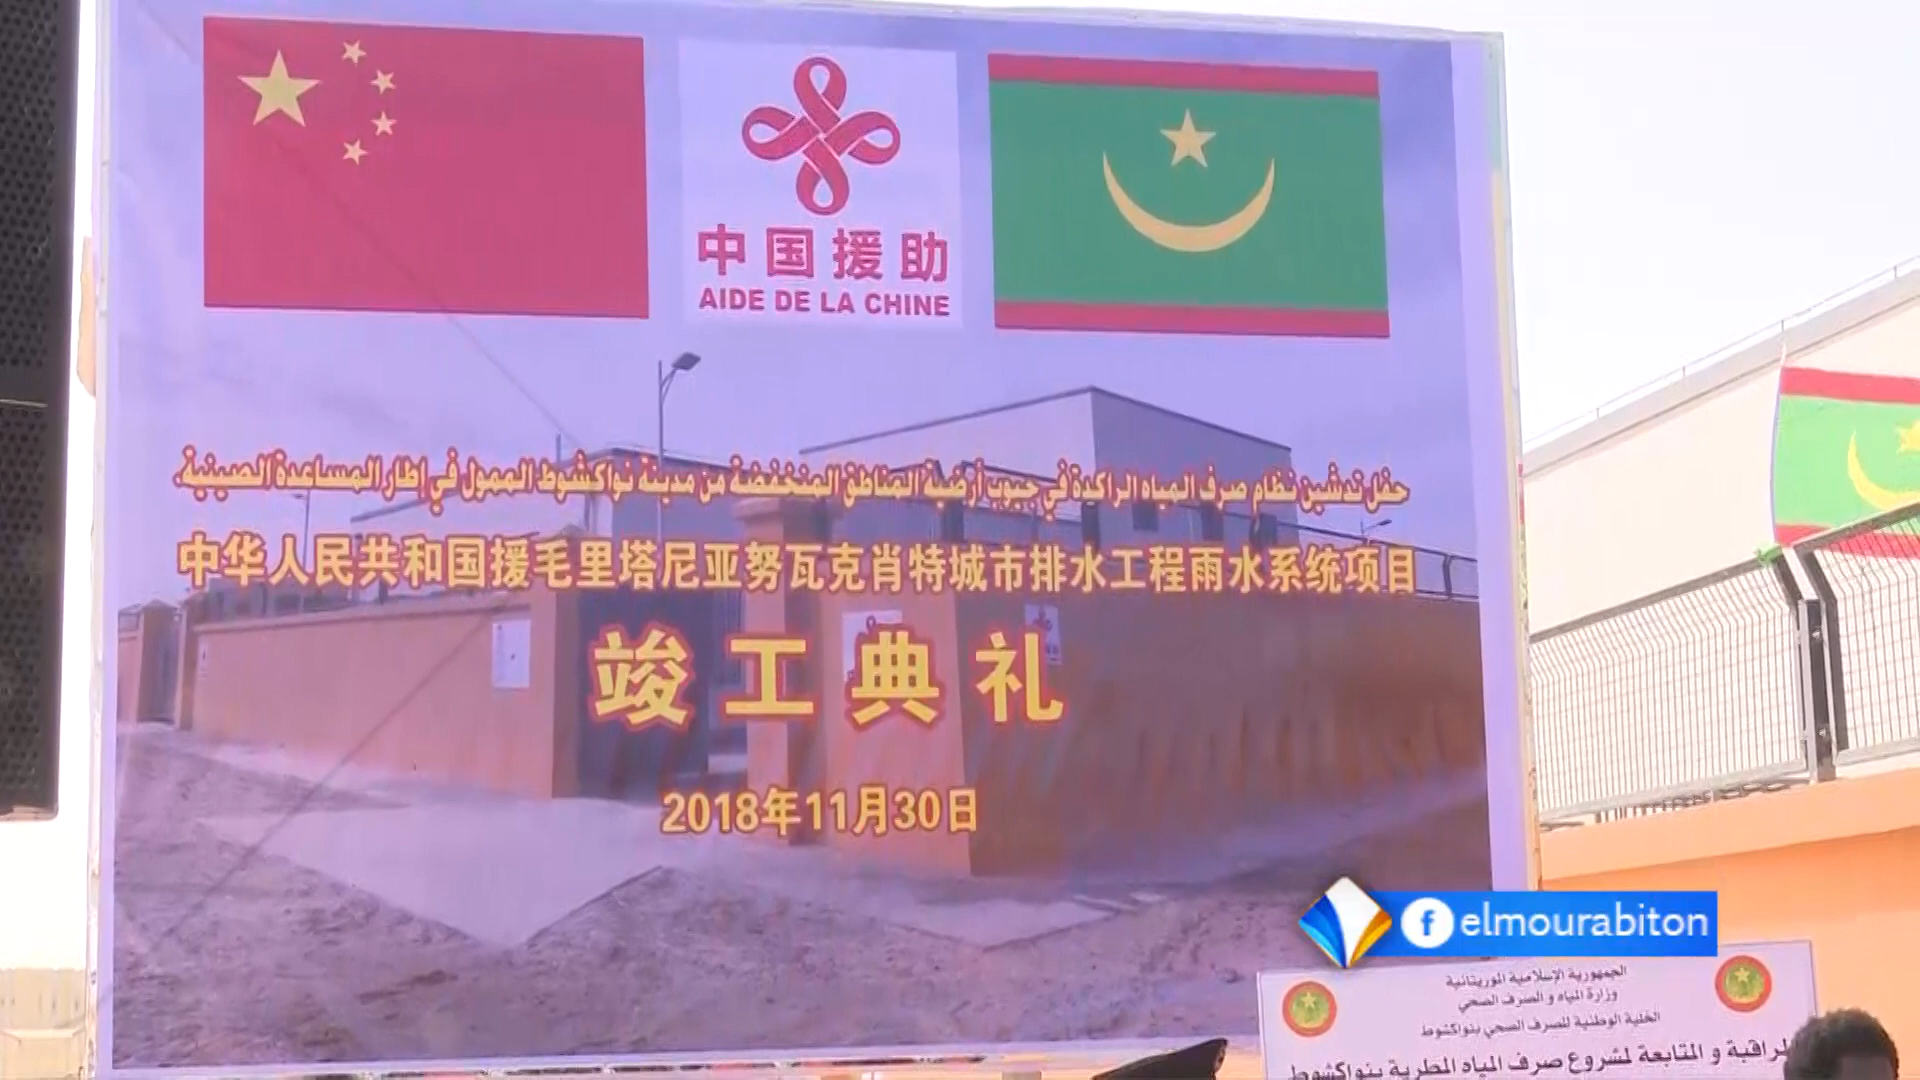 中国援助
AIDE DE LA CHINE
حفل تدشين نظام صرف المياه الراكدة في جيوب أرضية المناطق المنخفضة من مدينة نواكشوط الممول في إطار المساعدة الصينية.
中华人民共和国援毛里塔尼亚努瓦克肖特城市排水工程雨水系统项目
竣工典礼
2018年11月30日
elmourabiton
الجمهورية الإسلامية الموريتانية
وزارة المياه و الصرف الصحي
الخلية الوطنية للصرف الصحي بنواكشوط
و المتابعة لمشروع صرف المياه المطرية بنواكشوط